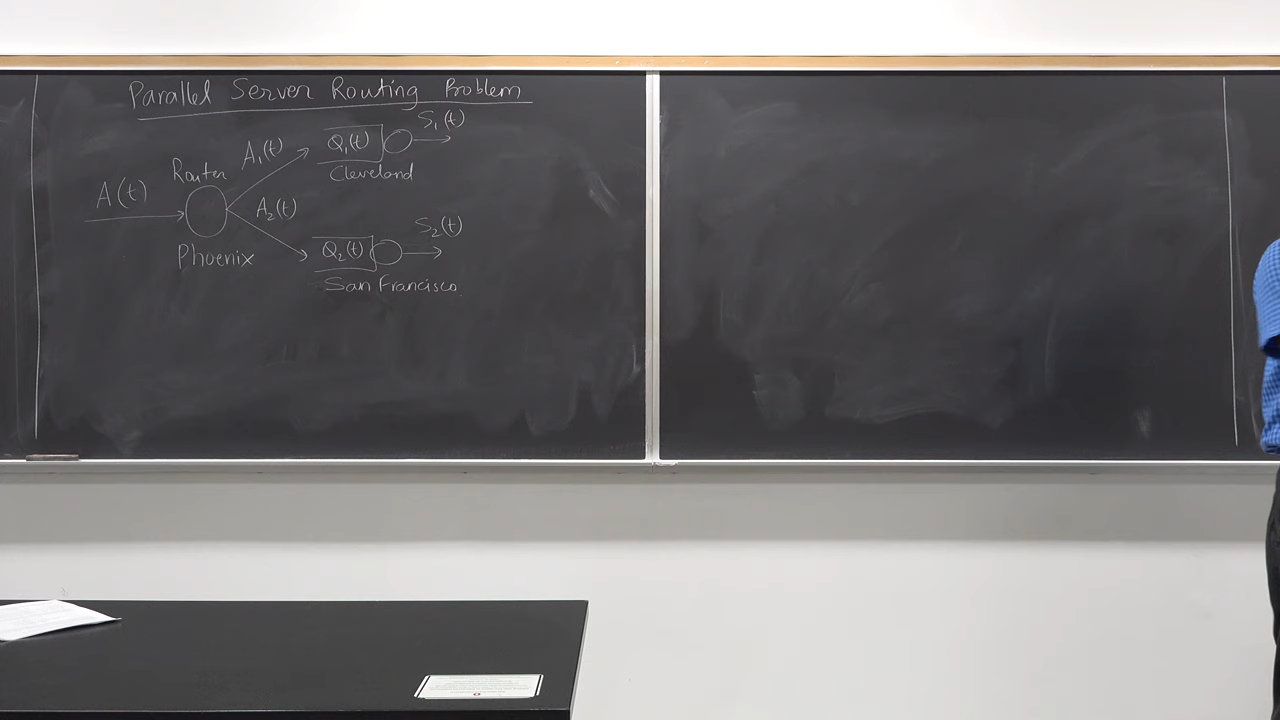 Parallel Server Routing Problem
A(t)
Router
Phoenix
A₁(t)
Q₁(t)
S₁(t)
Cleveland
A₂(t)
Q₂(t)
S₂(t)
San Francisco.